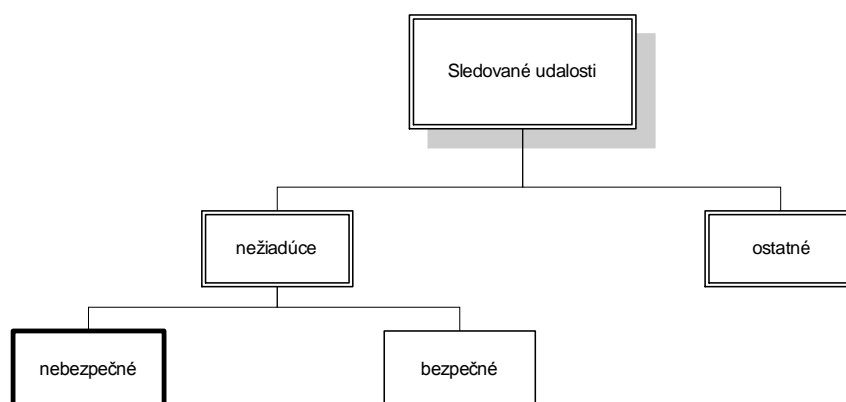 Sledované udalosti
nežiadúce
ostatné
nebezpečné
bezpečné